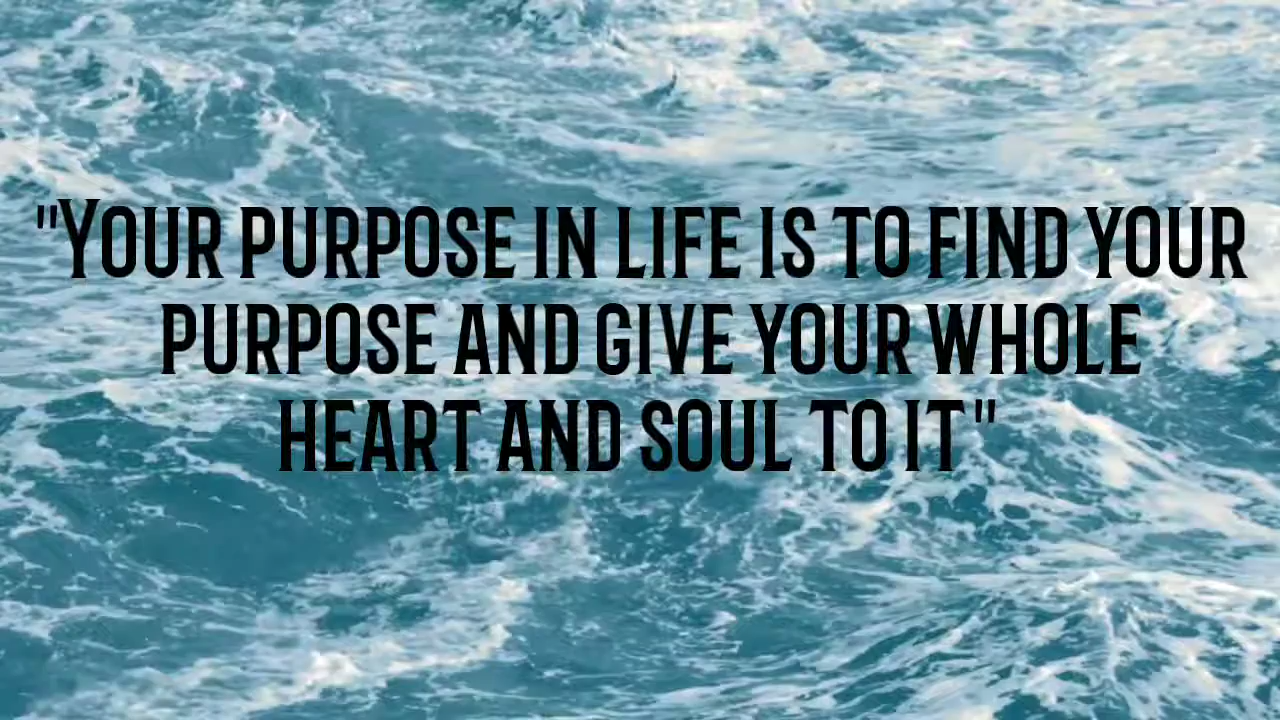 "Your purpose in life is to find your
purpose and give your whole
heart and soul to it"